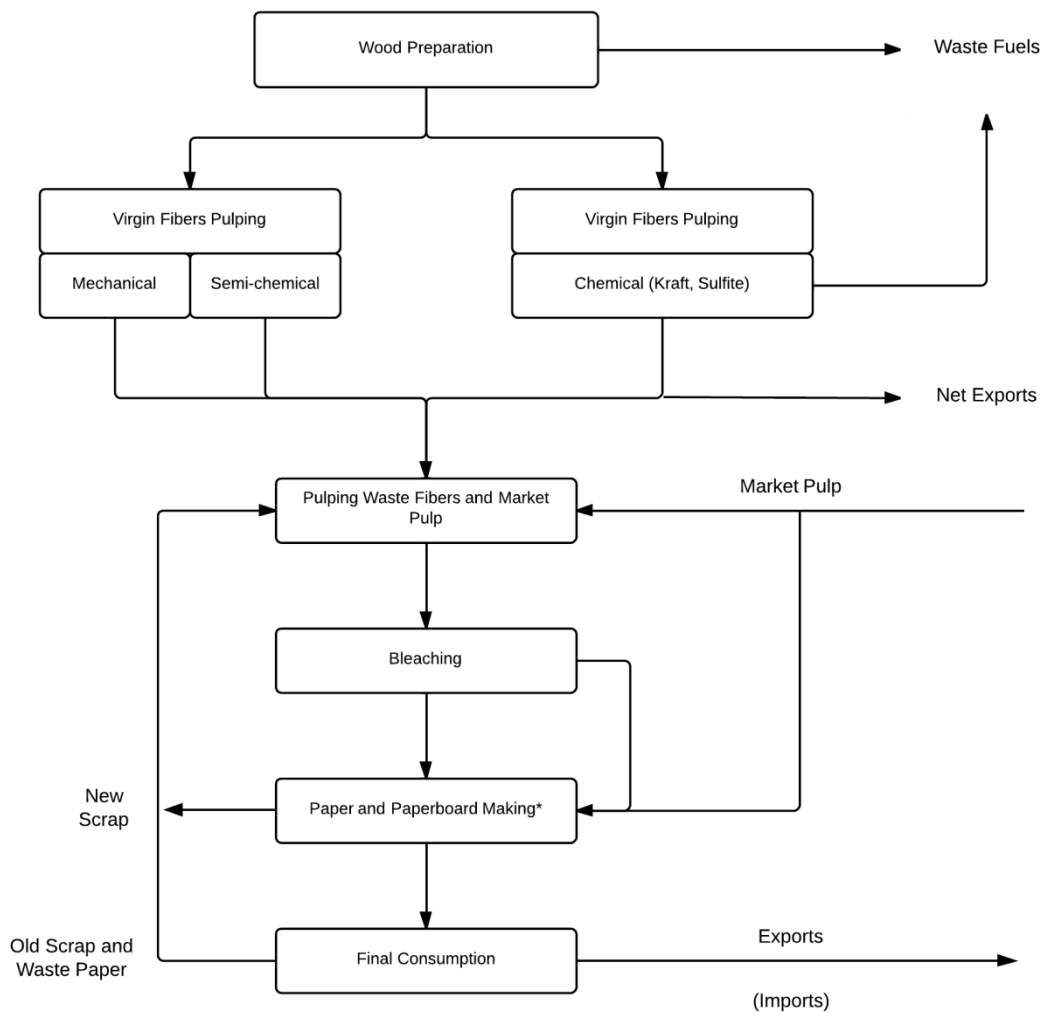 Wood Preparation
Waste Fuels
Virgin Fibers Pulping
Virgin Fibers Pulping
Mechanical
Semi-chemical
Chemical (Kraft, Sulfite)
Net Exports
Market Pulp
Pulping Waste Fibers and Market
Pulp
Bleaching
New
Scrap
Paper and Paperboard Making*
Old Scrap and
Waste Paper
Final Consumption
Exports
(Imports)